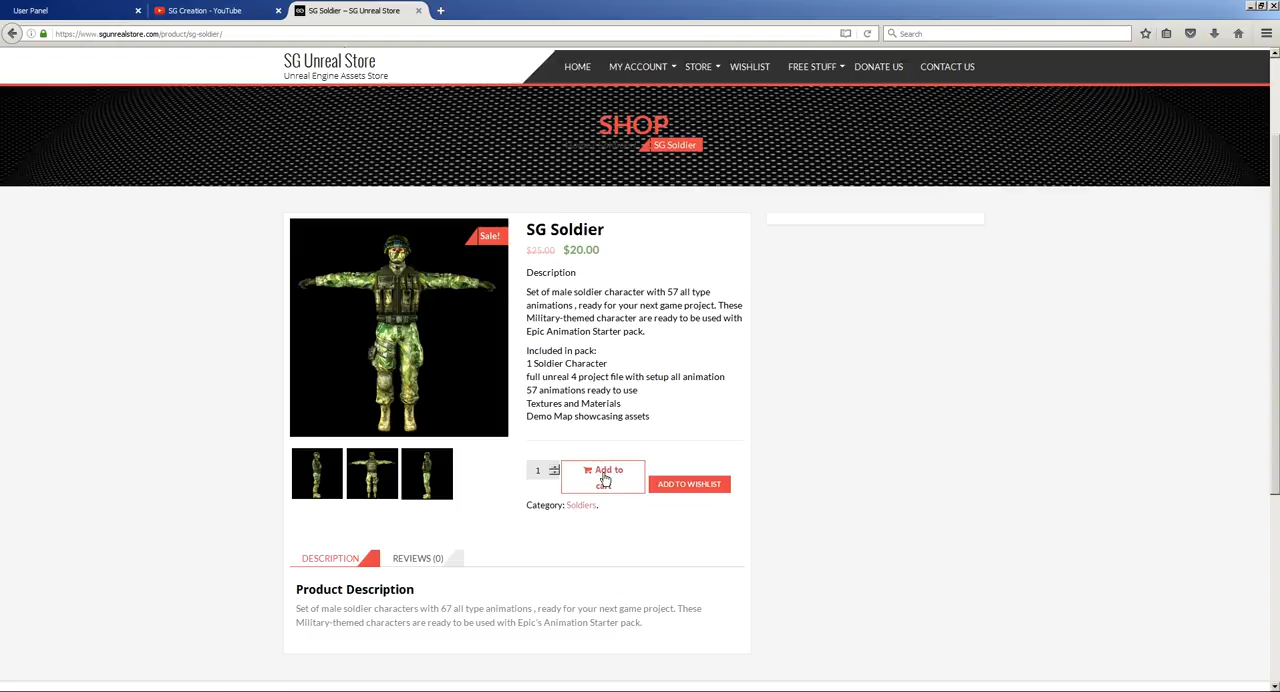 User Panel
SG Creation - YouTube
SG Soldier – SG Unreal Store
https://www.sgunrealstore.com/product/sg-soldier/
Search
SG Unreal Store
Unreal Engine Assets Store
HOME
MY ACCOUNT
STORE
WISHLIST
FREE STUFF
DONATE US
CONTACT US
SHOP
SG Soldier
Sale!
SG Soldier
$25.00 $20.00
Description
Set of male soldier character with 57 all type
animations , ready for your next game project. These
Military-themed character are ready to be used with
Epic Animation Starter pack.
Included in pack:
1 Soldier Character
full unreal 4 project file with setup all animation
57 animations ready to use
Textures and Materials
Demo Map showcasing assets
1
Add to
cart
ADD TO WISHLIST
Category: Soldiers.
DESCRIPTION
REVIEWS (0)
Product Description
Set of male soldier characters with 67 all type animations , ready for your next game project. These
Military-themed characters are ready to be used with Epic's Animation Starter pack.